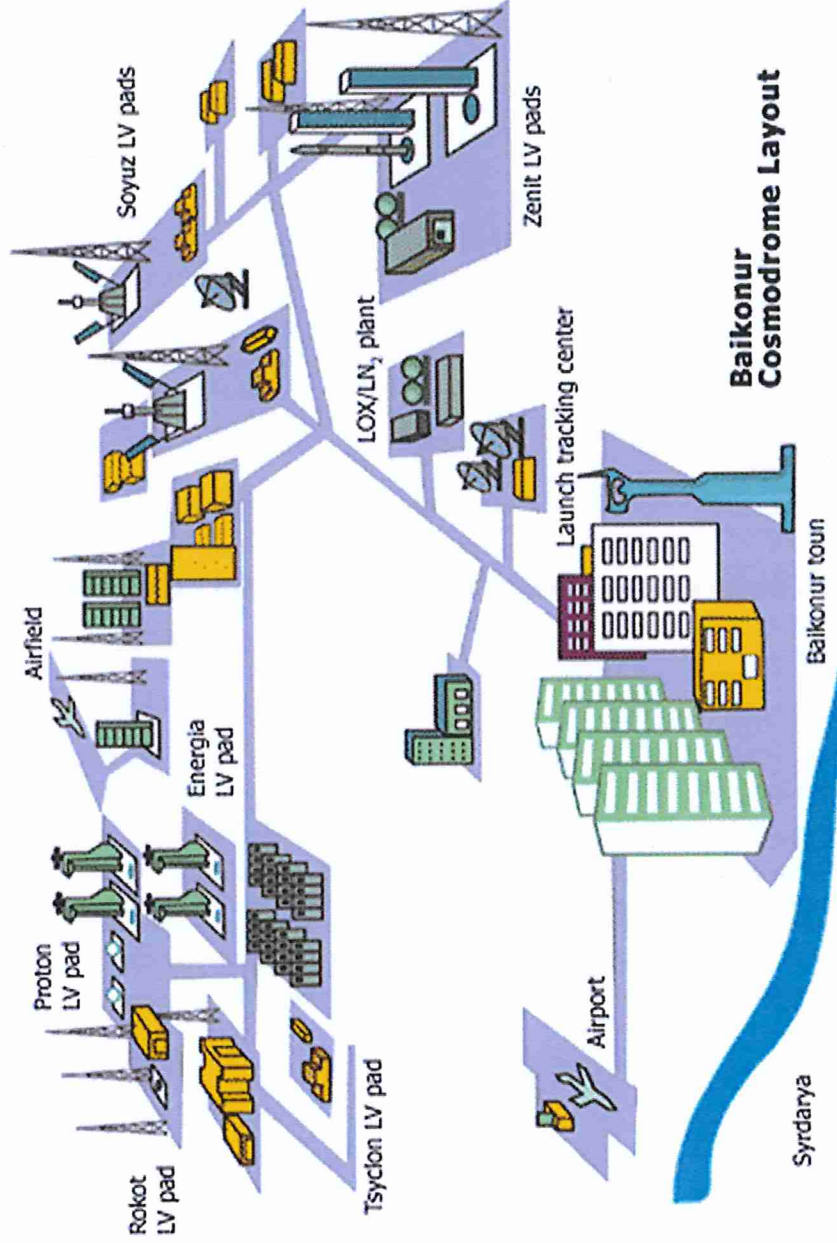 Soyuz LV pads
Airfield
Proton
LV pad
Rokot
LV pad
Energia
LV pad
Zenit LV pads
LOX/LN₂ plant
Launch tracking center
Tsyclon LV pad
Airport
Baikonur toun
Syrdarya
Baikonur
Cosmodrome Layout